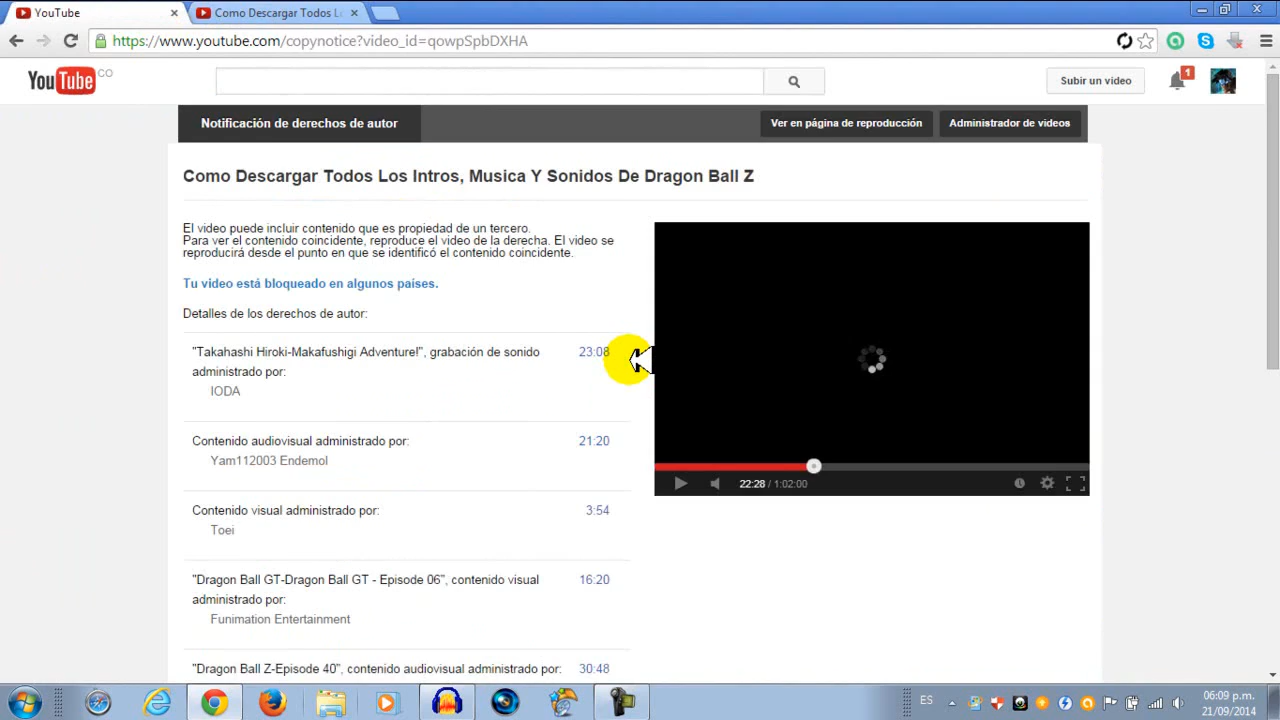 YouTube
Como Descargar Todos Lo
https://www.youtube.com/copynotice?video_id=qowpSpbDXHA
YouTube CO
Subir un video
1
Notificación de derechos de autor
Ver en página de reproducción
Administrador de videos
Como Descargar Todos Los Intros, Musica Y Sonidos De Dragon Ball Z
El video puede incluir contenido que es propiedad de un tercero.
Para ver el contenido coincidente, reproduce el video de la derecha. El video se
reproducirá desde el punto en que se identificó el contenido coincidente.
Tu video está bloqueado en algunos países.
Detalles de los derechos de autor:
"Takahashi Hiroki-Makafushigi Adventure!", grabación de sonido 23:08
administrado por:
IODA
Contenido audiovisual administrado por: 21:20
Yam112003 Endemol
Contenido visual administrado por: 3:54
Toei
"Dragon Ball GT-Dragon Ball GT - Episode 06", contenido visual 16:20
administrado por:
Funimation Entertainment
"Dragon Ball Z-Episode 40", contenido audiovisual administrado por: 30:48
22:28 / 1:02:00
ES
06:09 p.m.
21/09/2014